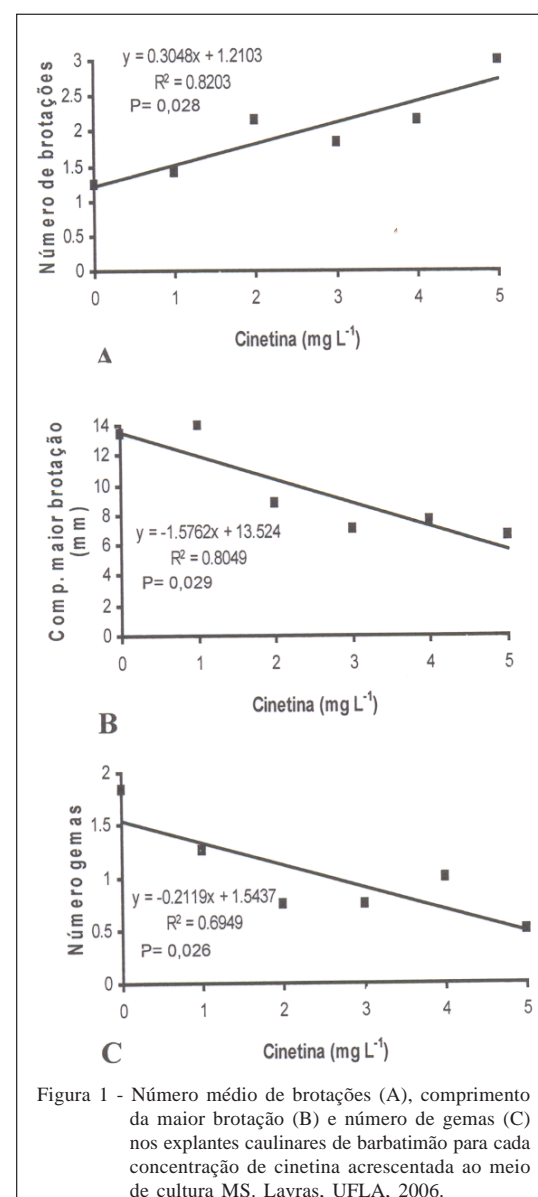 y = 0.3048x + 1.2103
R² = 0.8203
P= 0,028
Número de brotações
3
2.5
2
1.5
1
0.5
0
0 1 2 3 4 5
Cinetina (mg L⁻¹)
A
Comp. maior brotação
(mm)
14
12
10
8
6
4
2
0
y = -1.5762x + 13.524
R² = 0.8049
P= 0,029
0 1 2 3 4 5
Cinetina (mg L⁻¹)
B
Número gemas
2
1.5
1
0.5
0
y = -0.2119x + 1.5437
R² = 0.6949
P= 0,026
0 1 2 3 4 5
Cinetina (mg L⁻¹)
C
Figura 1 - Número médio de brotações (A), comprimento
da maior brotação (B) e número de gemas (C)
nos explantes caulinares de barbatimão para cada
concentração de cinetina acrescentada ao meio
de cultura MS. Lavras, UFLA, 2006.